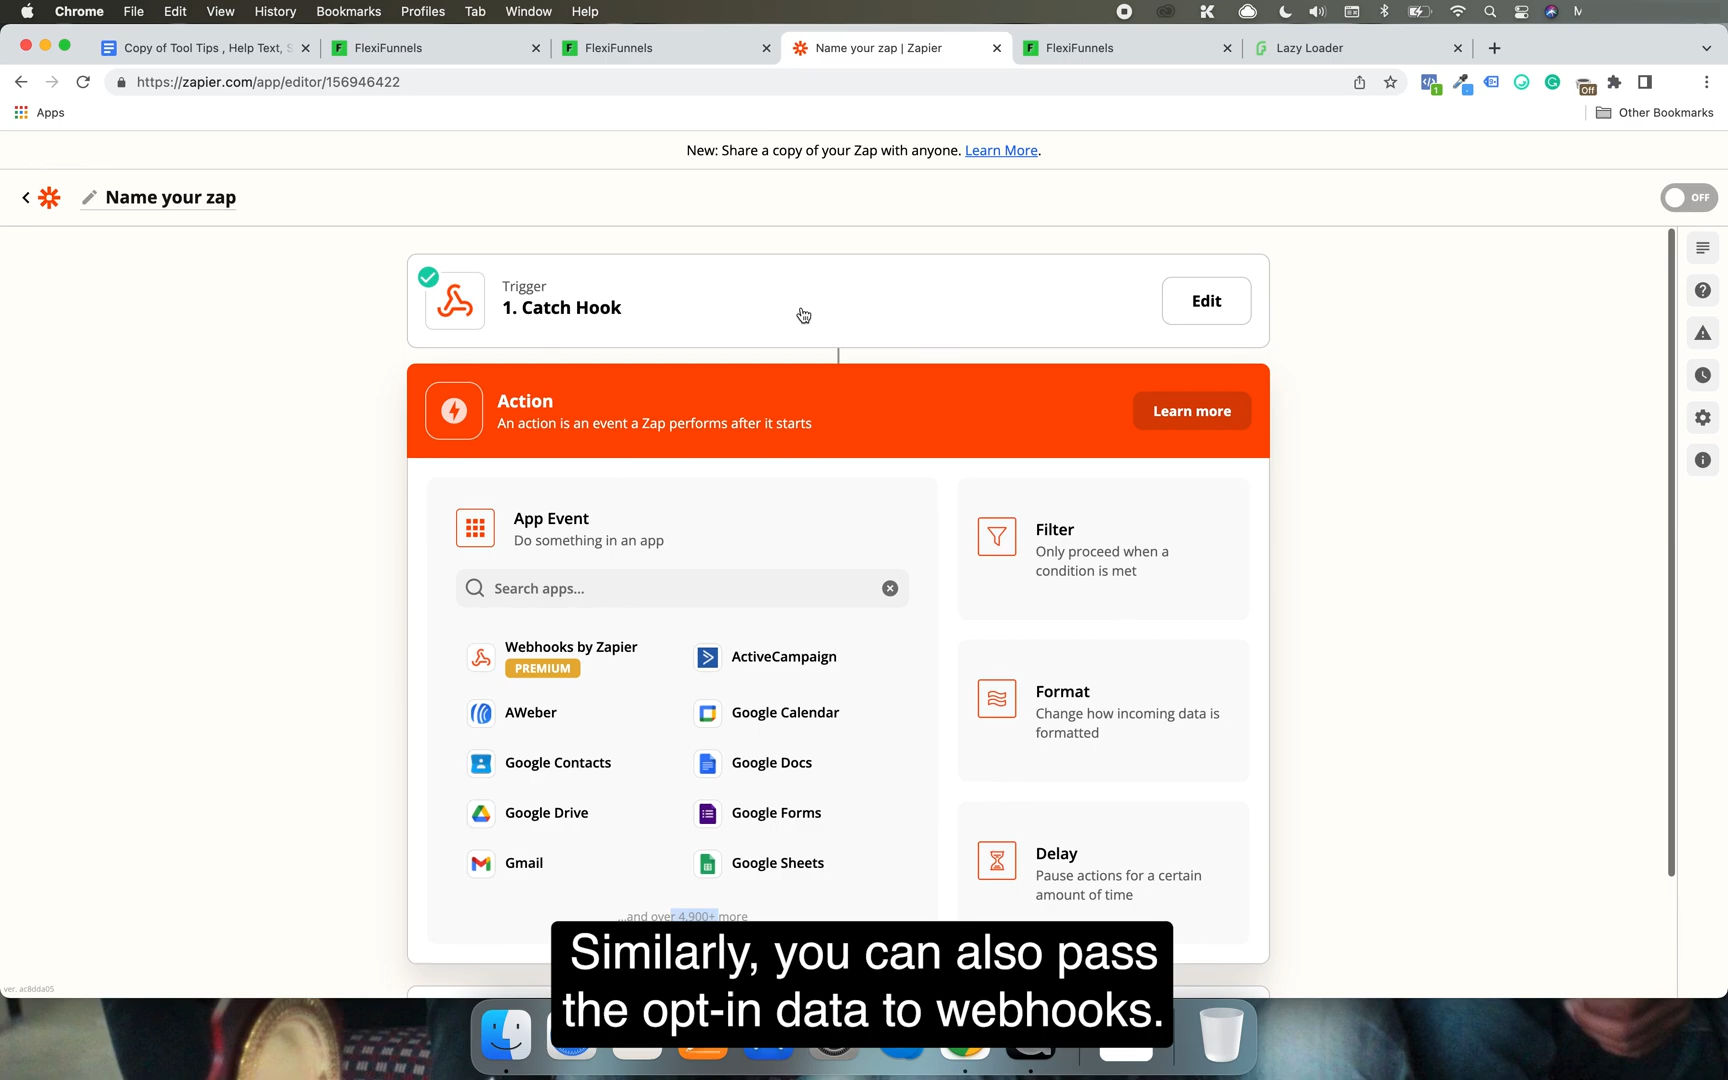 Chrome File Edit View History Bookmarks Profiles Tab Window Help
Copy of Tool Tips , Help Text, S
FlexiFunnels
FlexiFunnels
Name your zap | Zapier
FlexiFunnels
Lazy Loader
https://zapier.com/app/editor/156946422
1
9+
Off
Apps
Other Bookmarks
New: Share a copy of your Zap with anyone. Learn More.
Name your zap
OFF
Trigger
1. Catch Hook
Edit
Action
An action is an event a Zap performs after it starts
Learn more
App Event
Do something in an app
Search apps...
Webhooks by Zapier
PREMIUM
ActiveCampaign
AWeber
Google Calendar
Google Contacts
Google Docs
Google Drive
Google Forms
Gmail
Google Sheets
...and over 4,900+ more
Filter
Only proceed when a
condition is met
Format
Change how incoming data is
formatted
Delay
Pause actions for a certain
amount of time
ver. ac8dda05
Similarly, you can also pass
the opt-in data to webhooks.